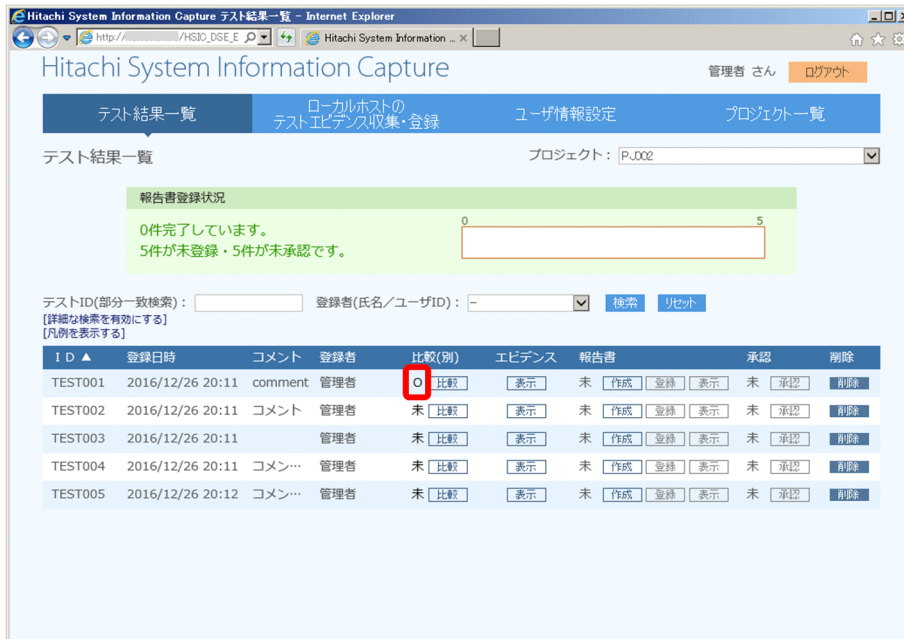 Hitachi System Information Capture テスト結果一覧 - Internet Explorer
http:// /HSIC_DSE_E Hitachi System Information ...
Hitachi System Information Capture
管理者 さん ログアウト
テスト結果一覧 ローカルホストの テストエビデンス収集・登録 ユーザ情報設定 プロジェクト一覧
テスト結果一覧 プロジェクト： PJ002
報告書登録状況
0件完了しています。 0 5
5件が未登録・5件が未承認です。
テストID(部分一致検索)： 登録者(氏名／ユーザID)： - 検索 リセット
[詳細な検索を有効にする]
[凡例を表示する]
ID ▲ 登録日時 コメント 登録者 比較(別) エビデンス 報告書 承認 削除
TEST001 2016/12/26 20:11 comment 管理者 O 比較 表示 未 作成 登録 表示 未 承認 削除
TEST002 2016/12/26 20:11 コメント 管理者 未 比較 表示 未 作成 登録 表示 未 承認 削除
TEST003 2016/12/26 20:11 管理者 未 比較 表示 未 作成 登録 表示 未 承認 削除
TEST004 2016/12/26 20:11 コメン… 管理者 未 比較 表示 未 作成 登録 表示 未 承認 削除
TEST005 2016/12/26 20:12 コメン… 管理者 未 比較 表示 未 作成 登録 表示 未 承認 削除